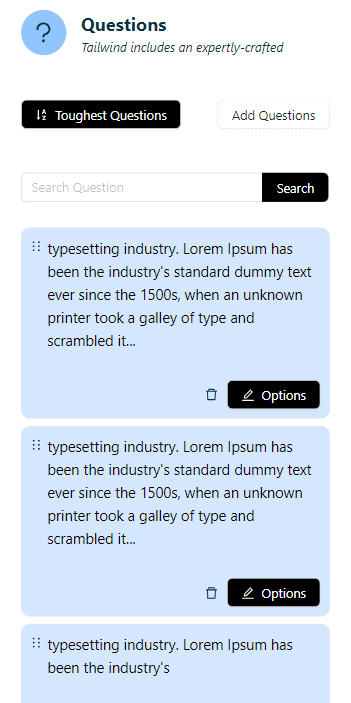 ?
Questions
Tailwind includes an expertly-crafted
Toughest Questions
Add Questions
Search Question
Search
typesetting industry. Lorem Ipsum has
been the industry's standard dummy text
ever since the 1500s, when an unknown
printer took a galley of type and
scrambled it...
Options
typesetting industry. Lorem Ipsum has
been the industry's standard dummy text
ever since the 1500s, when an unknown
printer took a galley of type and
scrambled it...
Options
typesetting industry. Lorem Ipsum has
been the industry's